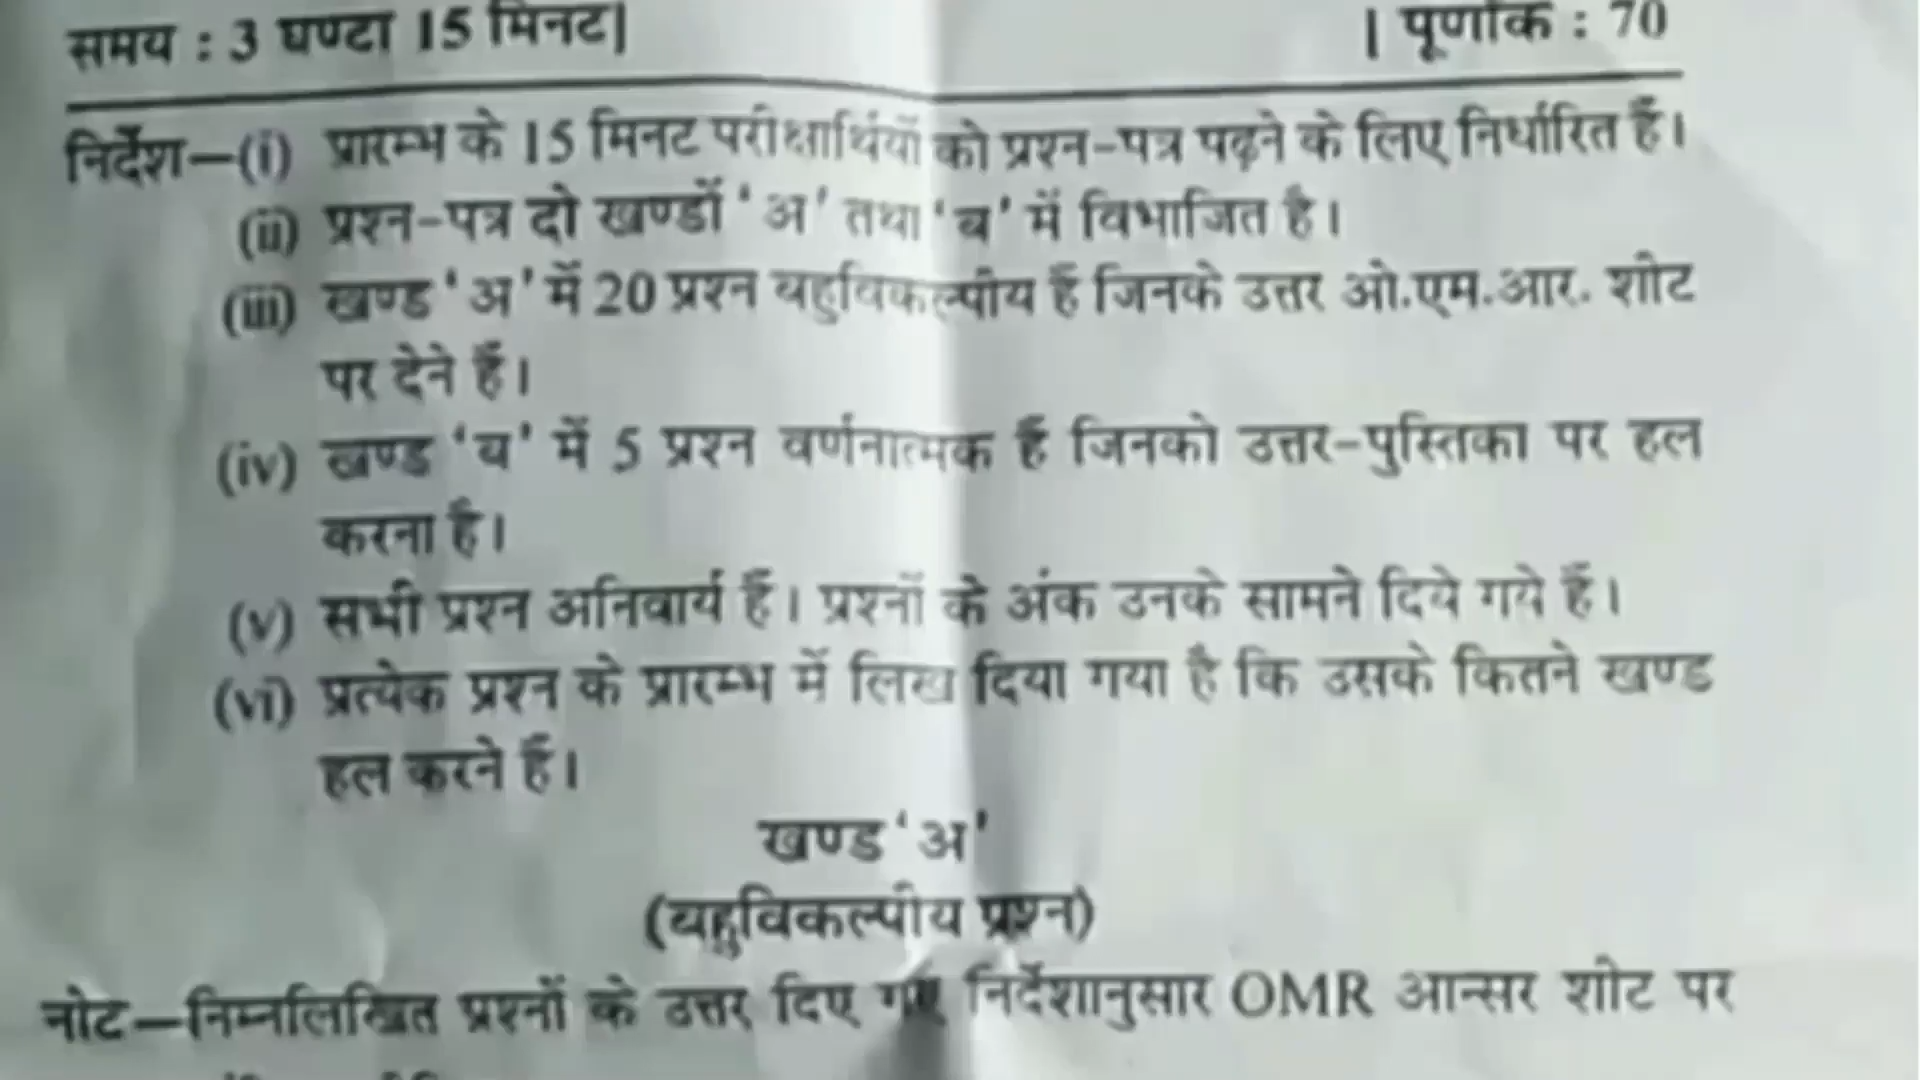 समय : 3 घण्टा 15 मिनट| | पूर्णांक : 70
निर्देश—(i) प्रारम्भ के 15 मिनट परीक्षार्थियों को प्रश्न-पत्र पढ़ने के लिए निर्धारित हैं।
(ii) प्रश्न-पत्र दो खण्डों ‘अ’ तथा ‘ब’ में विभाजित है।
(iii) खण्ड ‘अ’ में 20 प्रश्न बहुविकल्पीय हैं जिनके उत्तर ओ.एम.आर. शीट
पर देने हैं।
(iv) खण्ड ‘ब’ में 5 प्रश्न वर्णनात्मक हैं जिनको उत्तर-पुस्तिका पर हल
करना है।
(v) सभी प्रश्न अनिवार्य हैं। प्रश्नों के अंक उनके सामने दिये गये हैं।
(vi) प्रत्येक प्रश्न के प्रारम्भ में लिख दिया गया है कि उसके कितने खण्ड
हल करने हैं।
खण्ड ‘अ’
(बहुविकल्पीय प्रश्न)
नोट—निम्नलिखित प्रश्नों के उत्तर दिए गए निर्देशानुसार OMR आन्सर शीट पर